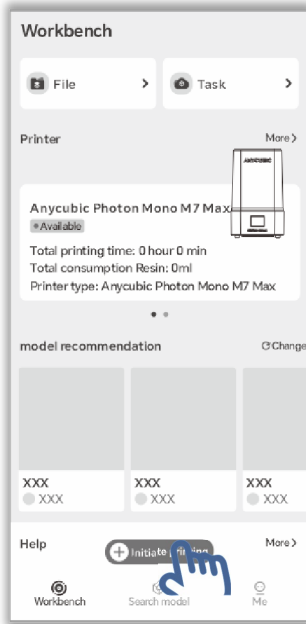 Workbench
File > Task >
Printer More >
ANYCUBIC
Anycubic Photon Mono M7 Max
Available
Total printing time: 0 hour 0 min
Total consumption Resin: 0ml
Printer type: Anycubic Photon Mono M7 Max
model recommendation Change
XXX XXX XXX
XXX XXX XXX
Help Initiate printing More >
Workbench Search model Me